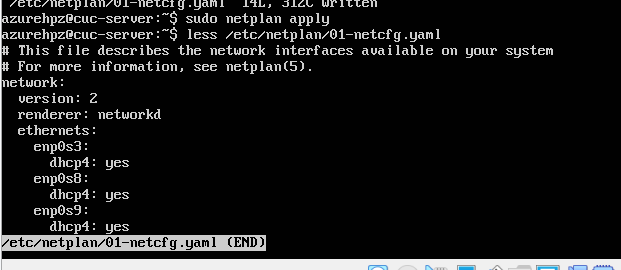 /etc/netplan/01-netcfg.yaml" 14L, 312C written
azurehpz@cuc-server:~$ sudo netplan apply
azurehpz@cuc-server:~$ less /etc/netplan/01-netcfg.yaml
# This file describes the network interfaces available on your system
# For more information, see netplan(5).
network:
  version: 2
  renderer: networkd
  ethernets:
    enp0s3:
      dhcp4: yes
    enp0s8:
      dhcp4: yes
    enp0s9:
      dhcp4: yes
/etc/netplan/01-netcfg.yaml (END)